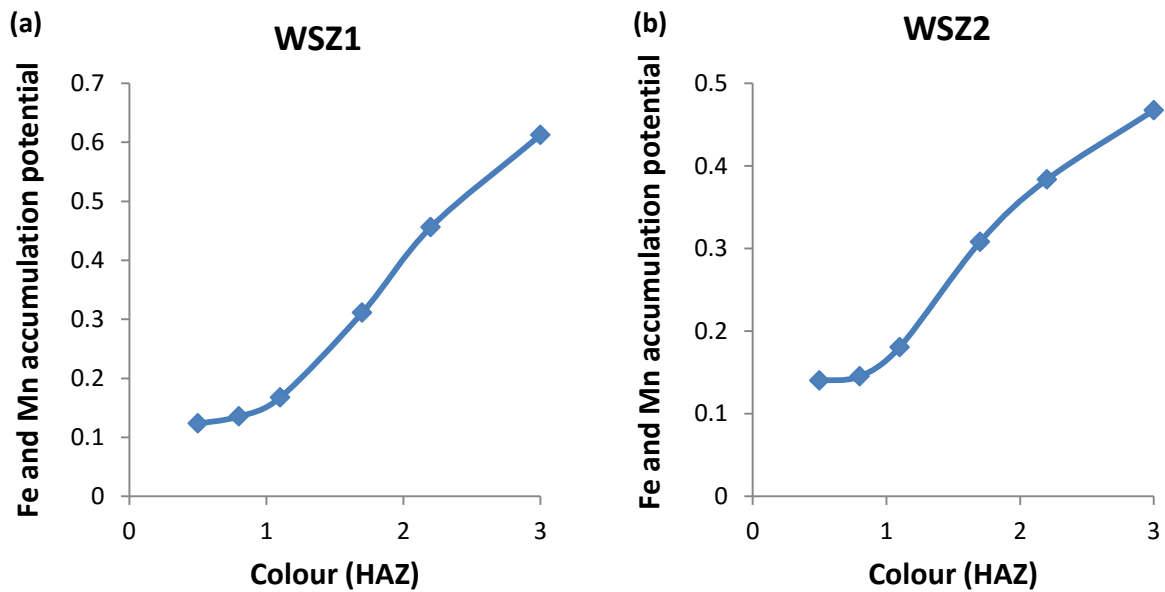 (a)
WSZ1
Fe and Mn accumulation potential
0.7
0.6
0.5
0.4
0.3
0.2
0.1
0
0 1 2 3
Colour (HAZ)
(b)
WSZ2
Fe and Mn accumulation potential
0.5
0.4
0.3
0.2
0.1
0
0 1 2 3
Colour (HAZ)